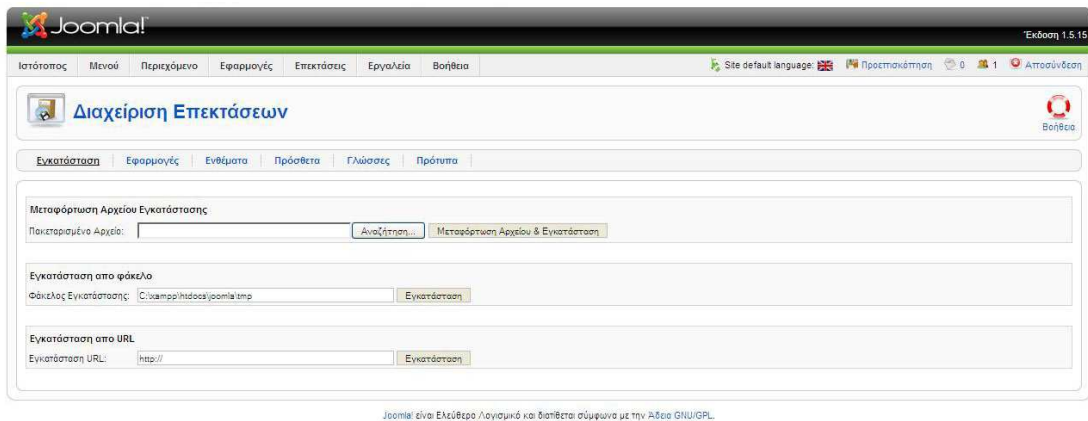 Joomla!
Έκδοση 1.5.15
Ιστότοπος Μενού Περιεχόμενο Εφαρμογές Επεκτάσεις Εργαλεία Βοήθεια Site default language: Προεπισκόπηση 0 1 Αποσύνδεση
Διαχείριση Επεκτάσεων
Βοήθεια
Εγκατάσταση Εφαρμογές Ενθέματα Πρόσθετα Γλώσσες Πρότυπα
Μεταφόρτωση Αρχείου Εγκατάστασης
Πακεταρισμένο Αρχείο: Αναζήτηση... Μεταφόρτωση Αρχείου & Εγκατάσταση
Εγκατάσταση απο φάκελο
Φάκελος Εγκατάστασης: C:\xampp\htdocs\joomla\tmp Εγκατάσταση
Εγκατάσταση απο URL
Εγκατάσταση URL: http:// Εγκατάσταση
Joomla! είναι Ελεύθερο Λογισμικό και διατίθεται σύμφωνα με την Άδεια GNU/GPL.